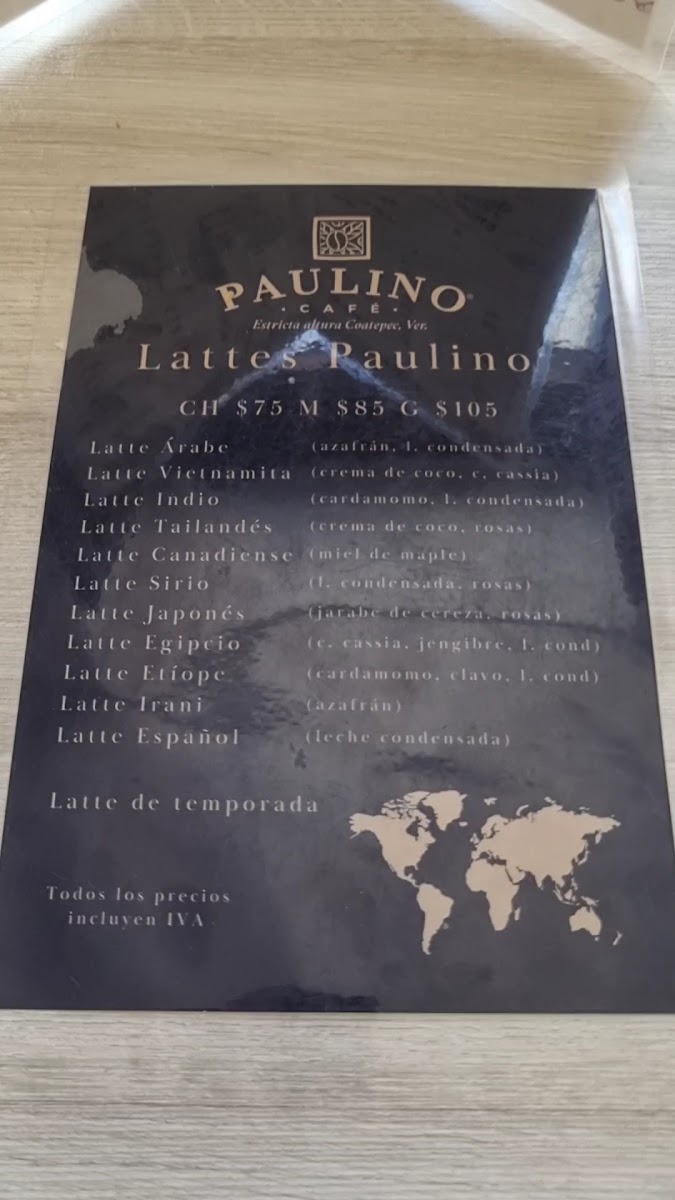 PAULINO®
· CAFÉ ·
Estricta altura Coatepec, Ver.
Lattes Paulino
CH $75 M $85 G $105
Latte Árabe (azafrán, l. condensada)
Latte Vietnamita (crema de coco, c. cassia)
Latte Indio (cardamomo, l. condensada)
Latte Tailandés (crema de coco, rosas)
Latte Canadiense (miel de maple)
Latte Sirio (l. condensada, rosas)
Latte Japonés (jarabe de cereza, rosas)
Latte Egipcio (c. cassia, jengibre, l. cond)
Latte Etíope (cardamomo, clavo, l. cond)
Latte Irani (azafrán)
Latte Español (leche condensada)
Latte de temporada
Todos los precios
incluyen IVA